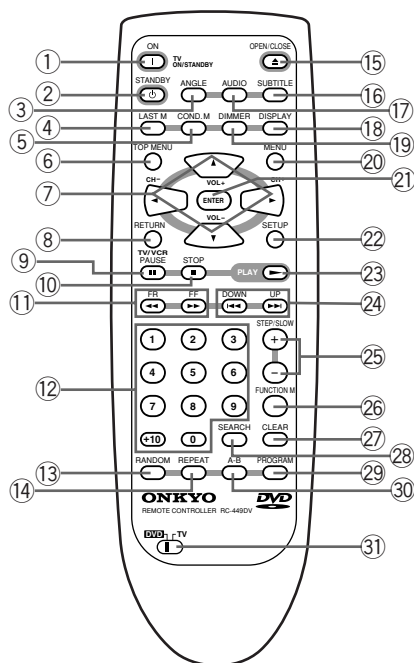 ON
TV
ON/STANDBY
OPEN/CLOSE
1
15
STANDBY
ANGLE AUDIO SUBTITLE
2
16
3
17
LAST M COND.M DIMMER DISPLAY
4
18
5
19
TOP MENU
MENU
6
20
CH– CH+
VOL+
7
21
ENTER
VOL–
RETURN
SETUP
8
22
TV/VCR
PAUSE STOP
PLAY
9
23
10
FR FF DOWN UP
11
24
1 2 3
STEP/SLOW
+
25
4 5 6
–
12
FUNCTION M
7 8 9
26
+10 0
SEARCH CLEAR
27
28
RANDOM REPEAT A-B PROGRAM
13
29
14
30
ONKYO DVD
REMOTE CONTROLLER RC-449DV
DVD TV
31